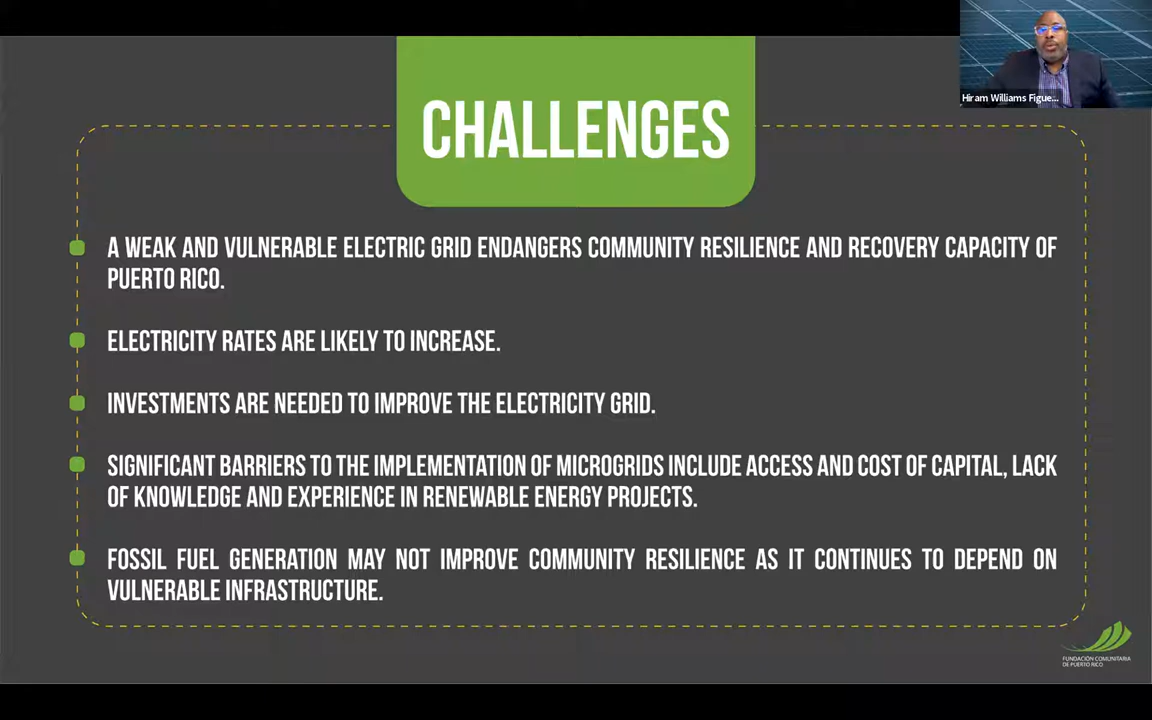 Hiram Williams Figue...
CHALLENGES
A WEAK AND VULNERABLE ELECTRIC GRID ENDANGERS COMMUNITY RESILIENCE AND RECOVERY CAPACITY OF
PUERTO RICO.
ELECTRICITY RATES ARE LIKELY TO INCREASE.
INVESTMENTS ARE NEEDED TO IMPROVE THE ELECTRICITY GRID.
SIGNIFICANT BARRIERS TO THE IMPLEMENTATION OF MICROGRIDS INCLUDE ACCESS AND COST OF CAPITAL, LACK
OF KNOWLEDGE AND EXPERIENCE IN RENEWABLE ENERGY PROJECTS.
FOSSIL FUEL GENERATION MAY NOT IMPROVE COMMUNITY RESILIENCE AS IT CONTINUES TO DEPEND ON
VULNERABLE INFRASTRUCTURE.
FUNDACIÓN COMUNITARIA
DE PUERTO RICO